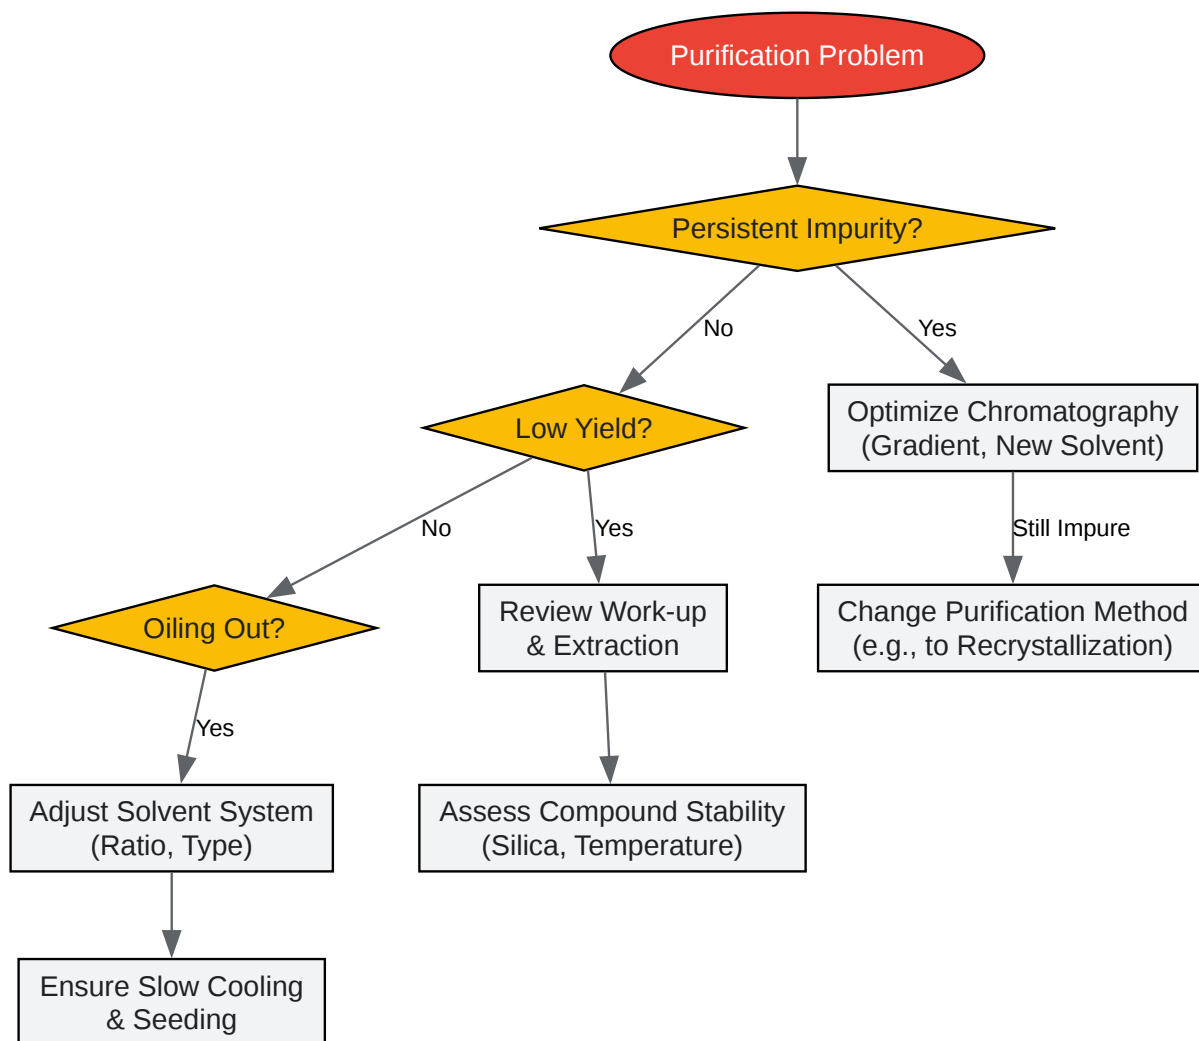 Purification Problem
Persistent Impurity?
No
Yes
Low Yield?
Optimize Chromatography
(Gradient, New Solvent)
No
Yes
Still Impure
Oiling Out?
Review Work-up
& Extraction
Change Purification Method
(e.g., to Recrystallization)
Yes
Adjust Solvent System
(Ratio, Type)
Assess Compound Stability
(Silica, Temperature)
Ensure Slow Cooling
& Seeding